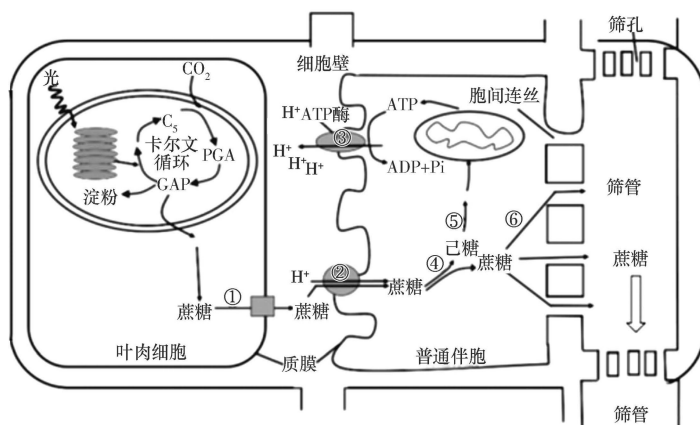 筛孔
细胞壁
光
CO₂
H⁺ATP酶
ATP
胞间连丝
C₅
③
卡尔文
循环
PGA
H⁺
H⁺
H⁺
ADP+Pi
淀粉
GAP
筛管
⑤
⑥
己糖
H⁺
②
④
蔗糖
蔗糖
蔗糖
蔗糖
①
蔗糖
叶肉细胞
质膜
普通伴胞
筛管